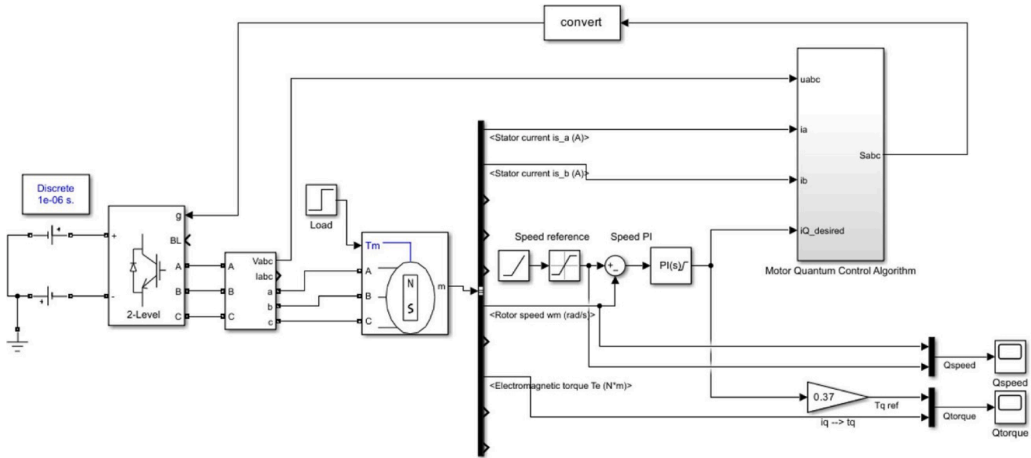 convert
uabc
<Stator current is_a (A)>
ia
Sabc
<Stator current is_b (A)>
ib
Discrete
1e-06 s.
g
Load
+
BL
Tm
Speed reference
Speed PI
iQ_desired
Vabc
A
A
Iabc
A
N
m
+
-
PI(s)
Motor Quantum Control Algorithm
B
B
a
B
S
-
b
<Rotor speed wm (rad/s)>
C
C
c
C
2-Level
Qspeed
Qspeed
<Electromagnetic torque Te (N*m)>
0.37
Tq ref
iq --> tq
Qtorque
Qtorque